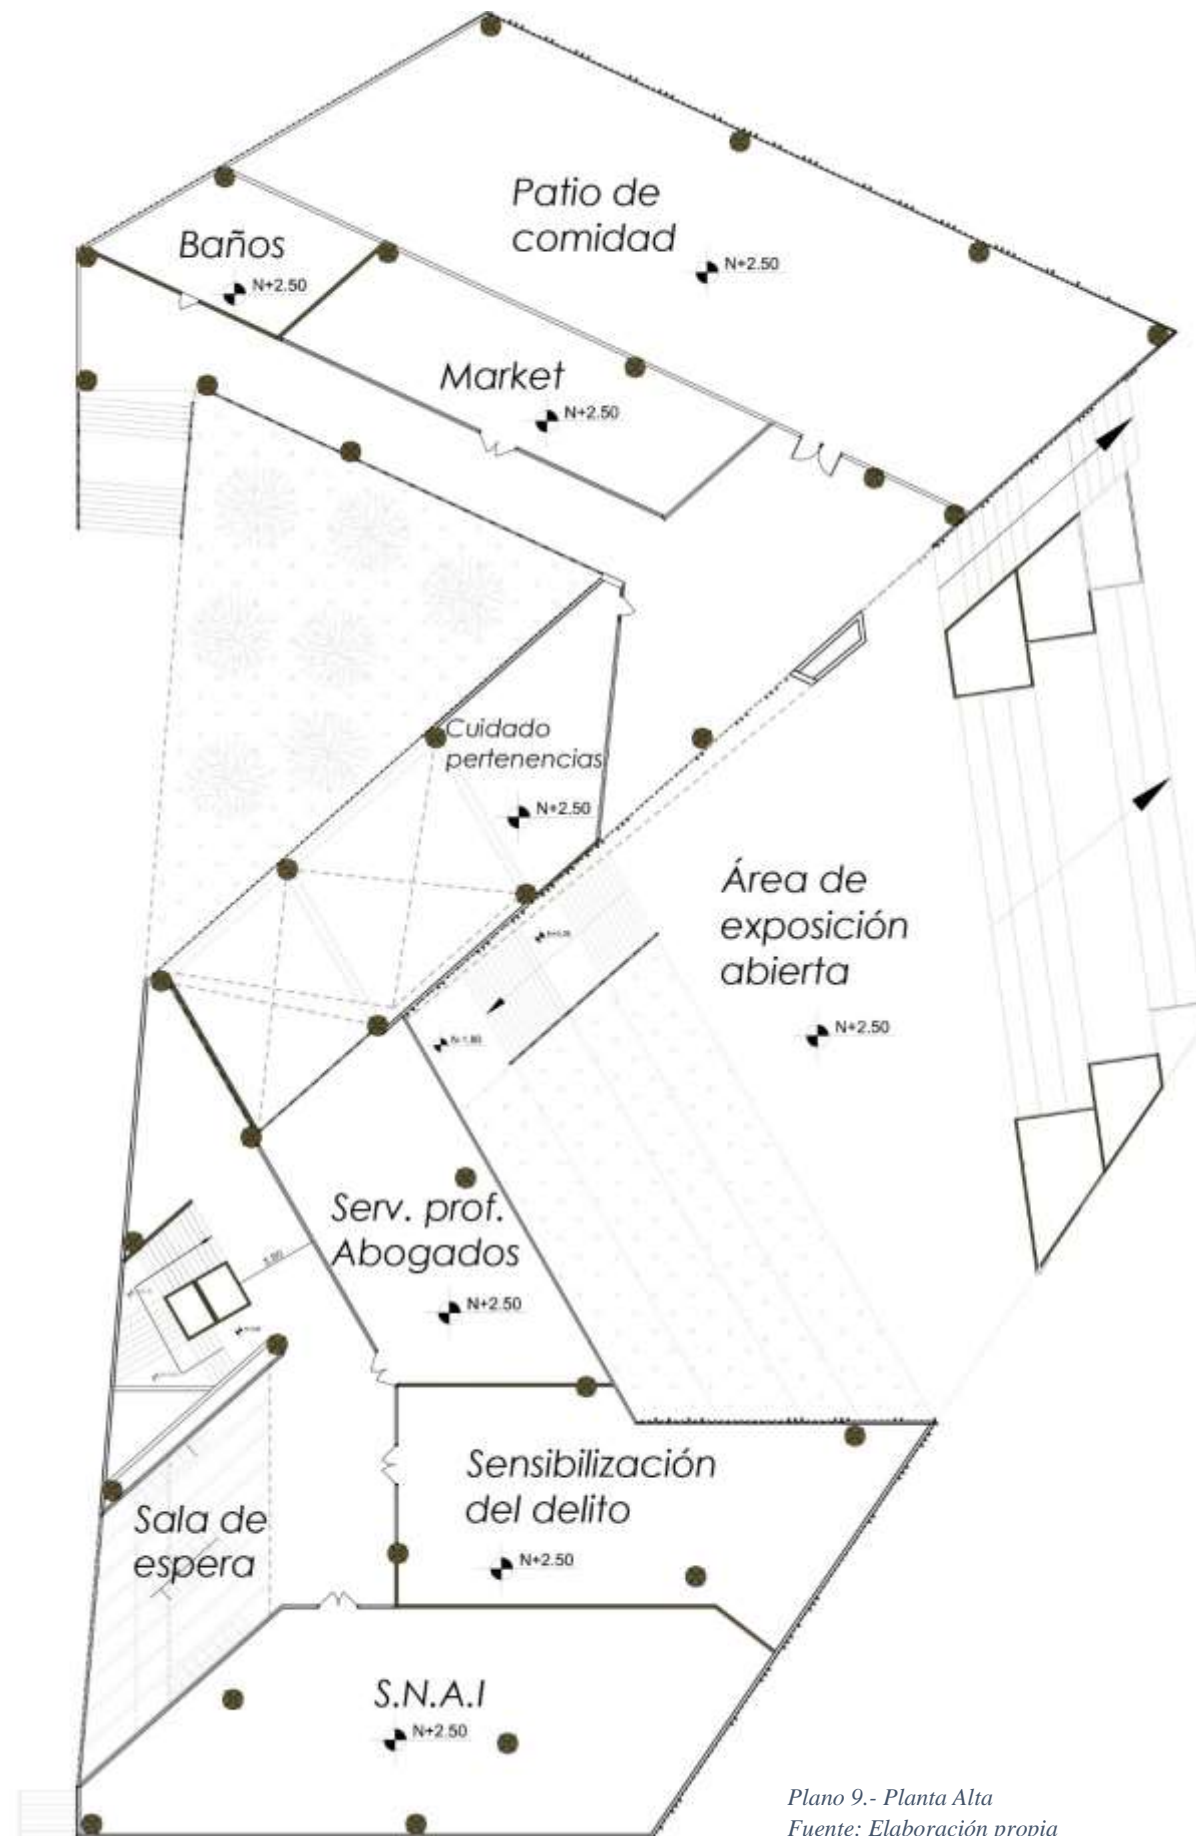 Patio de
comidad
N+2.50
Baños
N+2.50
Market
N+2.50
Cuidado
pertenencias
N+2.50
Área de
exposición
abierta
N+2.50
Serv. prof.
Abogados
N+2.50
Sensibilización
del delito
N+2.50
Sala de
espera
S.N.A.I
N+2.50
Plano 9.- Planta Alta
Fuente: Elaboración propia